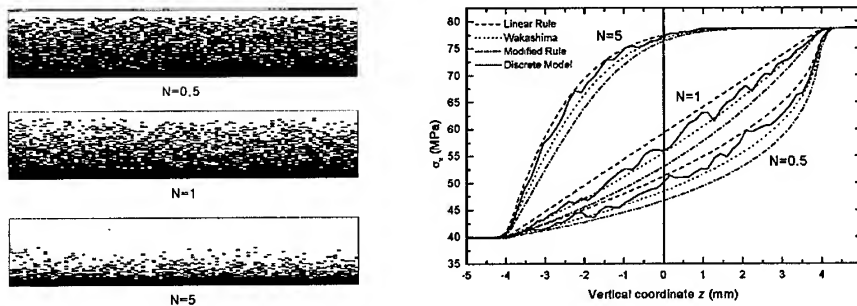 N=0.5
N=1
N=5
80
75
70
65
60
55
50
45
40
35
σₓ (MPa)
Linear Rule
Wakashima
Modified Rule
Discrete Model
N=5
N=1
N=0.5
-5 -4 -3 -2 -1 0 1 2 3 4 5
Vertical coordinate z (mm)